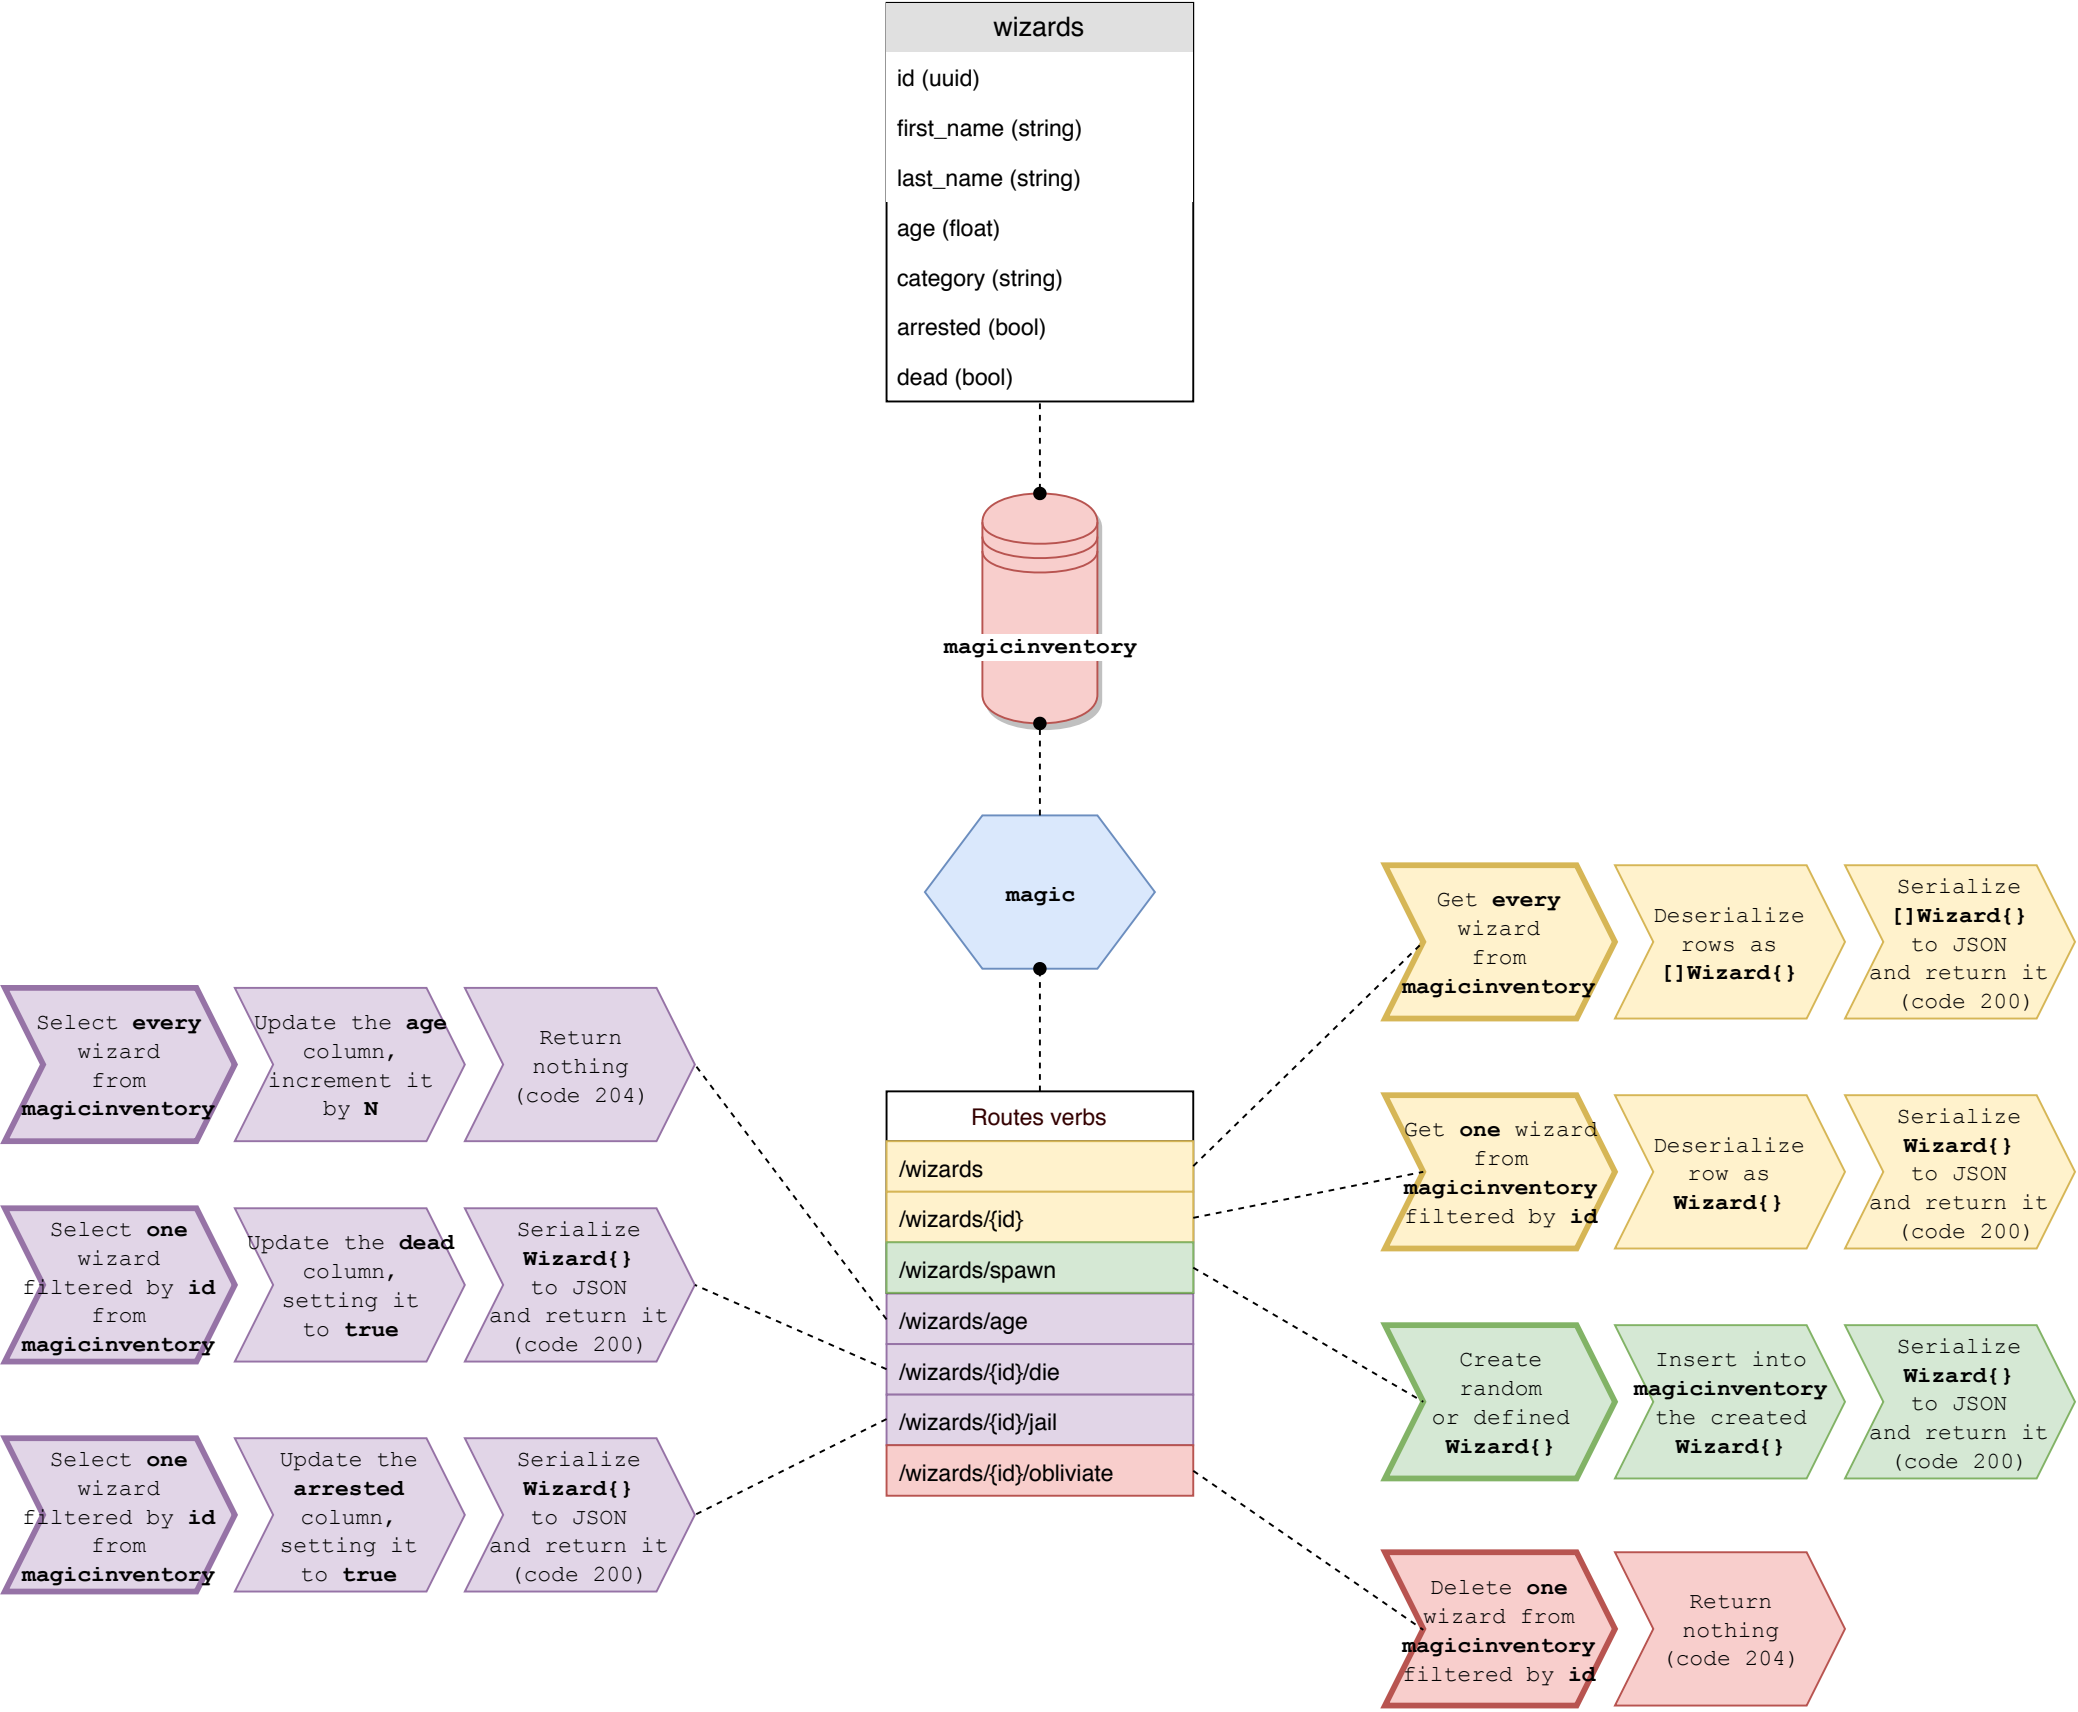 wizards
id (uuid)
first_name (string)
last_name (string)
age (float)
category (string)
arrested (bool)
dead (bool)
magicinventory
magic
Routes verbs
/wizards
/wizards/{id}
/wizards/spawn
/wizards/age
/wizards/{id}/die
/wizards/{id}/jail
/wizards/{id}/obliviate
Select every
wizard
from
magicinventory
Update the age
column,
increment it
by N
Return
nothing
(code 204)
Select one
wizard
filtered by id
from
magicinventory
Update the dead
column,
setting it
to true
Serialize
Wizard{}
to JSON
and return it
(code 200)
Select one
wizard
filtered by id
from
magicinventory
Update the
arrested
column,
setting it
to true
Serialize
Wizard{}
to JSON
and return it
(code 200)
Get every
wizard
from
magicinventory
Deserialize
rows as
[]Wizard{}
Serialize
[]Wizard{}
to JSON
and return it
(code 200)
Get one wizard
from
magicinventory
filtered by id
Deserialize
row as
Wizard{}
Serialize
Wizard{}
to JSON
and return it
(code 200)
Create
random
or defined
Wizard{}
Insert into
magicinventory
the created
Wizard{}
Serialize
Wizard{}
to JSON
and return it
(code 200)
Delete one
wizard from
magicinventory
filtered by id
Return
nothing
(code 204)